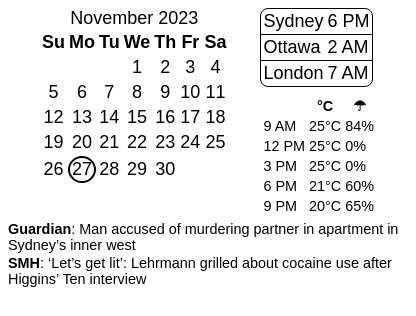 November 2023
Su Mo Tu We Th Fr Sa
1 2 3 4
5 6 7 8 9 10 11
12 13 14 15 16 17 18
19 20 21 22 23 24 25
26 27 28 29 30
Sydney 6 PM
Ottawa 2 AM
London 7 AM
°C ☂
9 AM 25°C 84%
12 PM 25°C 0%
3 PM 25°C 0%
6 PM 21°C 60%
9 PM 20°C 65%
Guardian: Man accused of murdering partner in apartment in
Sydney’s inner west
SMH: ‘Let’s get lit’: Lehrmann grilled about cocaine use after
Higgins’ Ten interview